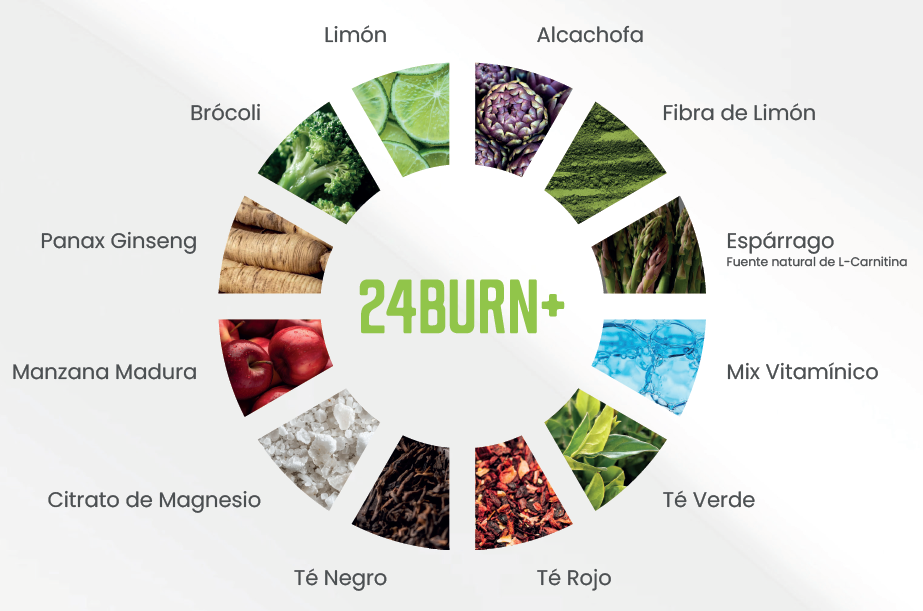 Limón
Alcachofa
Brócoli
Fibra de Limón
Panax Ginseng
Espárrago
Fuente natural de L-Carnitina
24BURN+
Manzana Madura
Mix Vitamínico
Citrato de Magnesio
Té Verde
Té Negro
Té Rojo